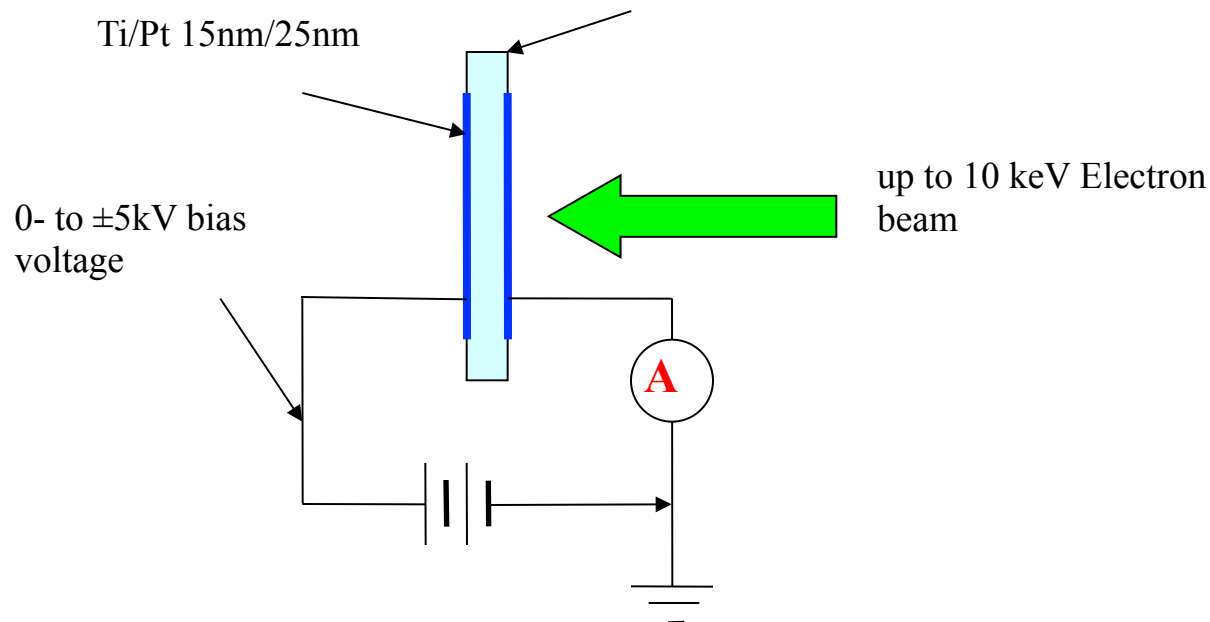 Ti/Pt 15nm/25nm
up to 10 keV Electron
beam
0- to ±5kV bias
voltage
A